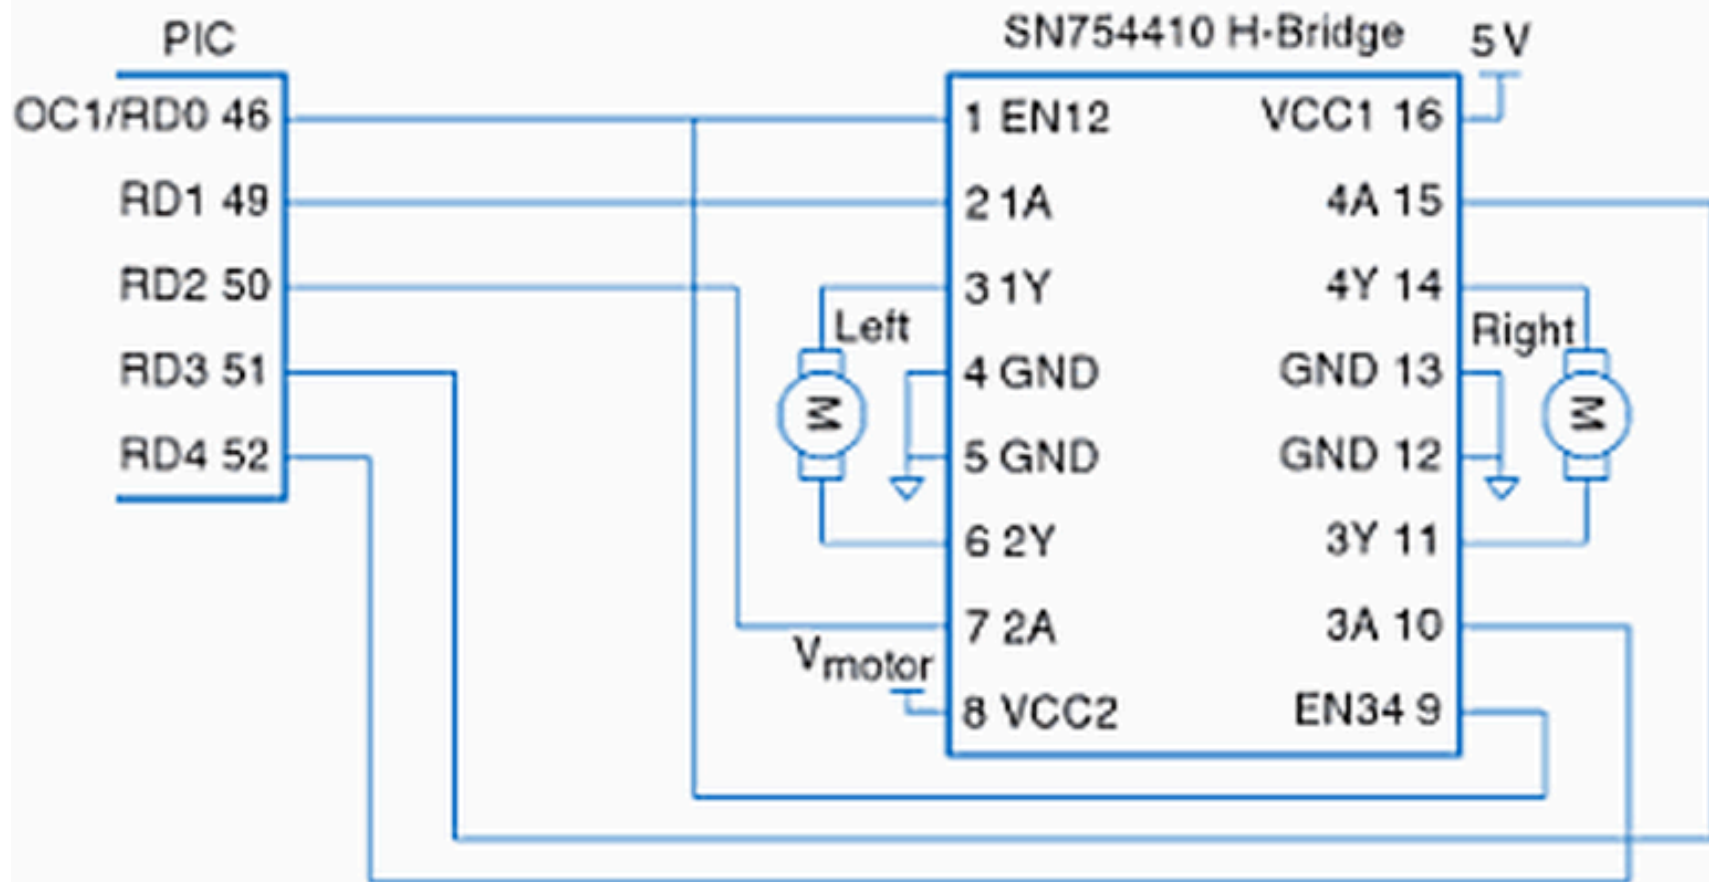 PIC
OC1/RD0 46
RD1 49
RD2 50
RD3 51
RD4 52
SN754410 H-Bridge
5 V
1 EN12
2 1A
3 1Y
4 GND
5 GND
6 2Y
7 2A
8 VCC2
VCC1 16
4A 15
4Y 14
GND 13
GND 12
3Y 11
3A 10
EN34 9
Left
M
Vmotor
Right
M